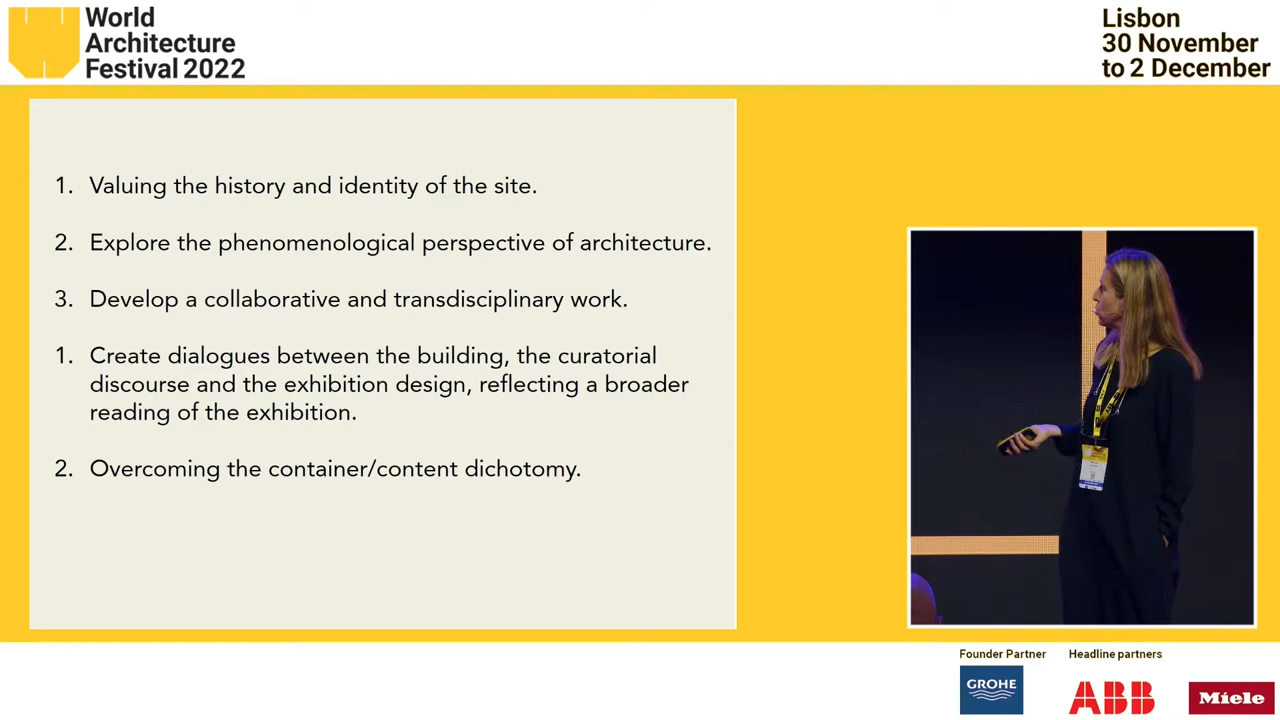 World
Architecture
Festival 2022
Lisbon
30 November
to 2 December
1. Valuing the history and identity of the site.
2. Explore the phenomenological perspective of architecture.
3. Develop a collaborative and transdisciplinary work.
1. Create dialogues between the building, the curatorial
discourse and the exhibition design, reflecting a broader
reading of the exhibition.
2. Overcoming the container/content dichotomy.
Founder Partner
Headline partners
GROHE
ABB
Miele